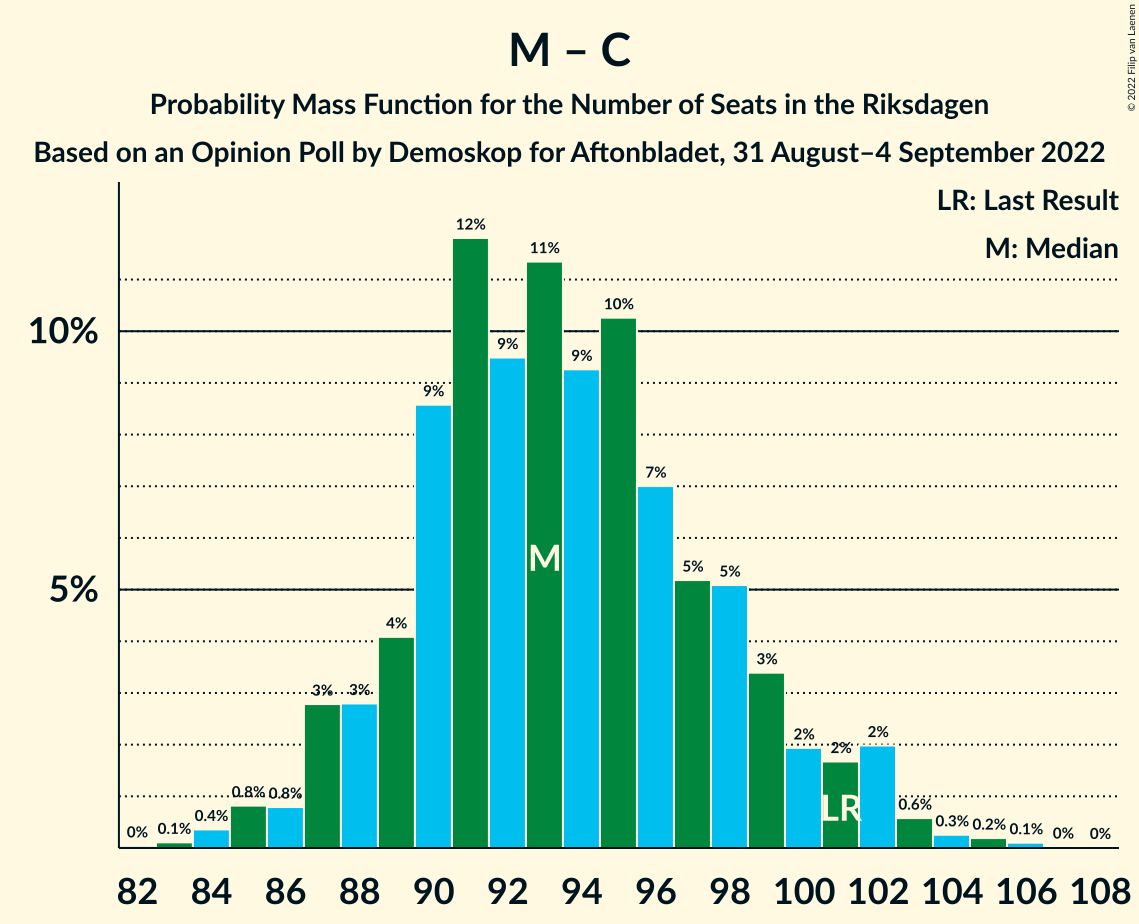 M – C
Probability Mass Function for the Number of Seats in the Riksdagen
Based on an Opinion Poll by Demoskop for Aftonbladet, 31 August–4 September 2022
© 2022 Filip van Laenen
LR: Last Result
M: Median
10%
5%
0% 0.1% 0.4% 0.8% 0.8% 3% 3% 4% 9% 12% 9% 11% 9% 10% 7% 5% 5% 3% 2% 2% 2% 0.6% 0.3% 0.2% 0.1% 0% 0%
M
LR
82 84 86 88 90 92 94 96 98 100 102 104 106 108